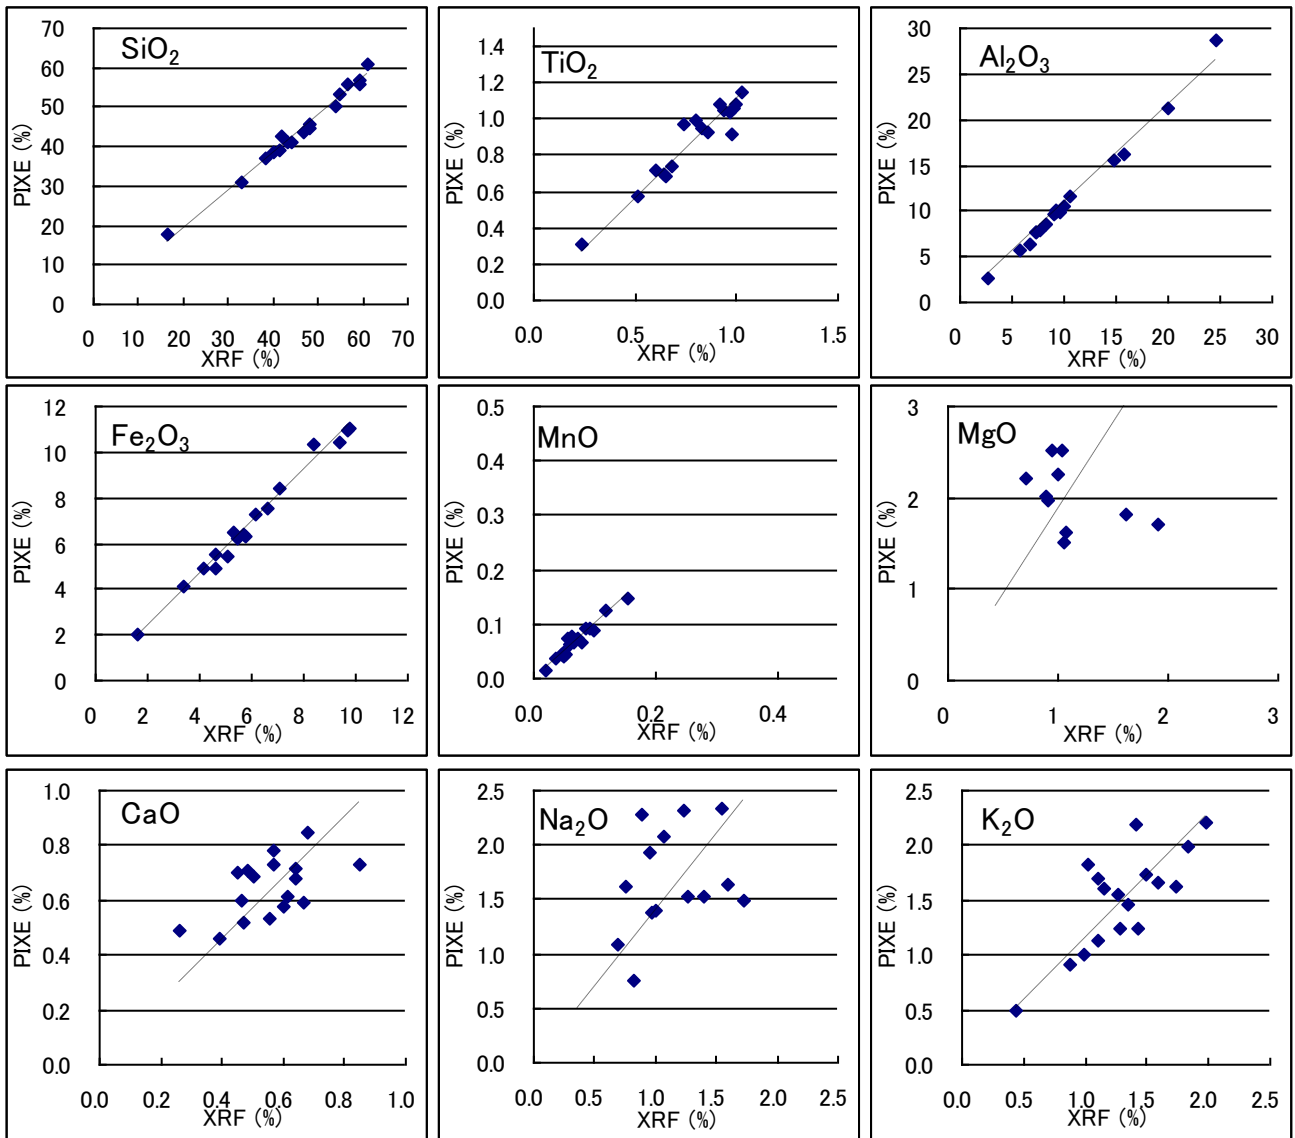 SiO₂
70
60
50
40
30
20
10
0
PIXE (%)
0 10 20 30 40 50 60 70
XRF (%)
TiO₂
1.4
1.2
1.0
0.8
0.6
0.4
0.2
0.0
PIXE (%)
0.0 0.5 1.0 1.5
XRF (%)
Al₂O₃
30
25
20
15
10
5
0
PIXE (%)
0 5 10 15 20 25 30
XRF (%)
Fe₂O₃
12
10
8
6
4
2
0
PIXE (%)
0 2 4 6 8 10 12
XRF (%)
MnO
0.5
0.4
0.3
0.2
0.1
0.0
PIXE (%)
0.0 0.2 0.4
XRF (%)
MgO
3
2
1
0
PIXE (%)
0 1 2 3
XRF (%)
CaO
1.0
0.8
0.6
0.4
0.2
0.0
PIXE (%)
0.0 0.2 0.4 0.6 0.8 1.0
XRF (%)
Na₂O
2.5
2.0
1.5
1.0
0.5
0.0
PIXE (%)
0.0 0.5 1.0 1.5 2.0 2.5
XRF (%)
K₂O
2.5
2.0
1.5
1.0
0.5
0.0
PIXE (%)
0.0 0.5 1.0 1.5 2.0 2.5
XRF (%)